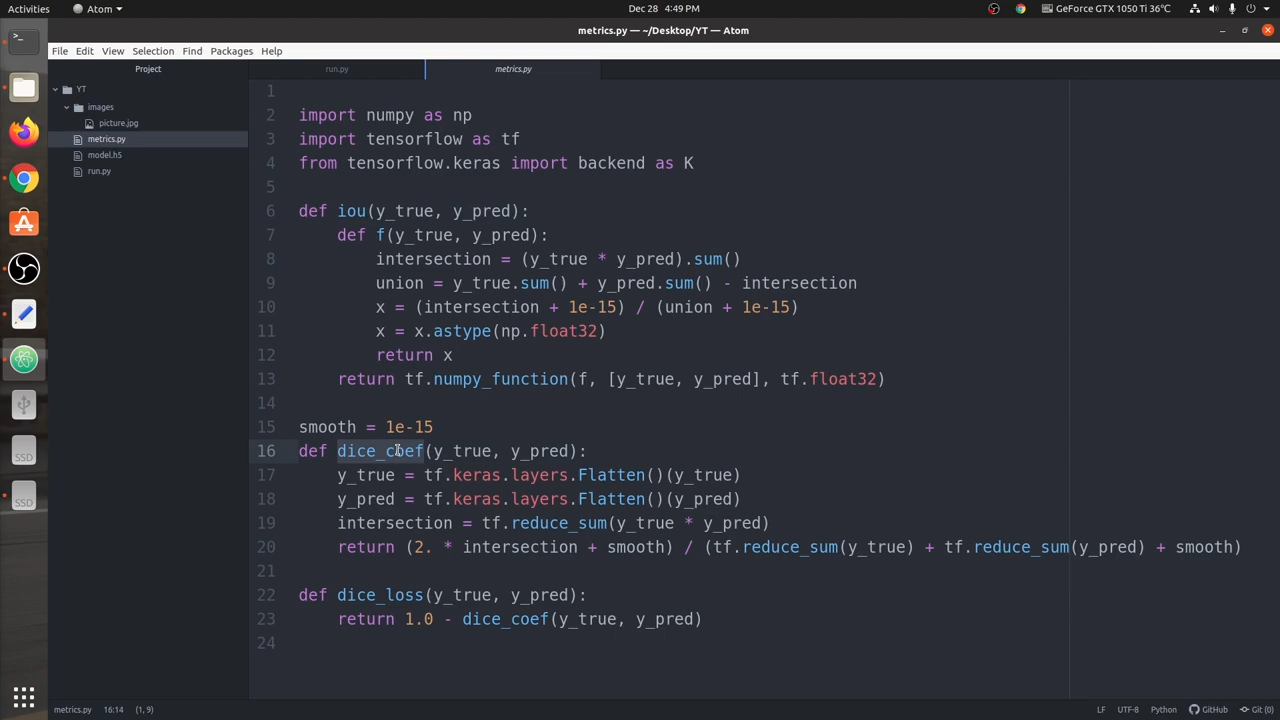 Activities
Atom
Dec 28 4:49 PM
GeForce GTX 1050 Ti 36°C
metrics.py — ~/Desktop/YT — Atom
File Edit View Selection Find Packages Help
Project
run.py
metrics.py
YT
images
picture.jpg
metrics.py
model.h5
run.py
1
2 import numpy as np
3 import tensorflow as tf
4 from tensorflow.keras import backend as K
5
6 def iou(y_true, y_pred):
7 def f(y_true, y_pred):
8 intersection = (y_true * y_pred).sum()
9 union = y_true.sum() + y_pred.sum() - intersection
10 x = (intersection + 1e-15) / (union + 1e-15)
11 x = x.astype(np.float32)
12 return x
13 return tf.numpy_function(f, [y_true, y_pred], tf.float32)
14
15 smooth = 1e-15
16 def dice_coef(y_true, y_pred):
17 y_true = tf.keras.layers.Flatten()(y_true)
18 y_pred = tf.keras.layers.Flatten()(y_pred)
19 intersection = tf.reduce_sum(y_true * y_pred)
20 return (2. * intersection + smooth) / (tf.reduce_sum(y_true) + tf.reduce_sum(y_pred) + smooth)
21
22 def dice_loss(y_true, y_pred):
23 return 1.0 - dice_coef(y_true, y_pred)
24
SSD
SSD
metrics.py 16:14 (1, 9)
LF UTF-8 Python GitHub Git (0)